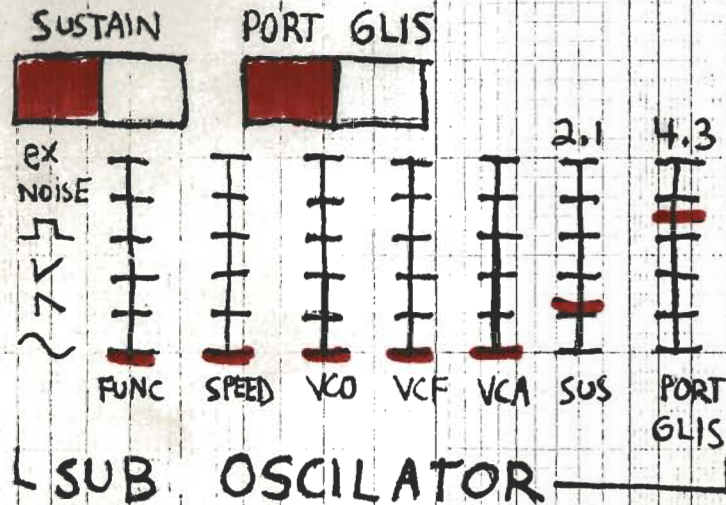 SUSTAIN PORT GLIS
2.1 4.3
ex
NOISE
FUNC SPEED VCO VCF VCA SUS PORT
GLIS
SUB OSCILATOR